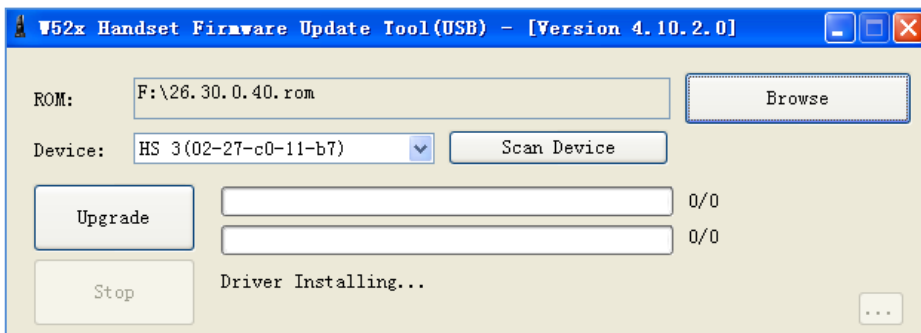 W52x Handset Firmware Update Tool(USB) - [Version 4.10.2.0]
ROM: F:\26.30.0.40.rom Browse
Device: HS 3(02-27-c0-11-b7) Scan Device
Upgrade 0/0
0/0
Stop Driver Installing...
...